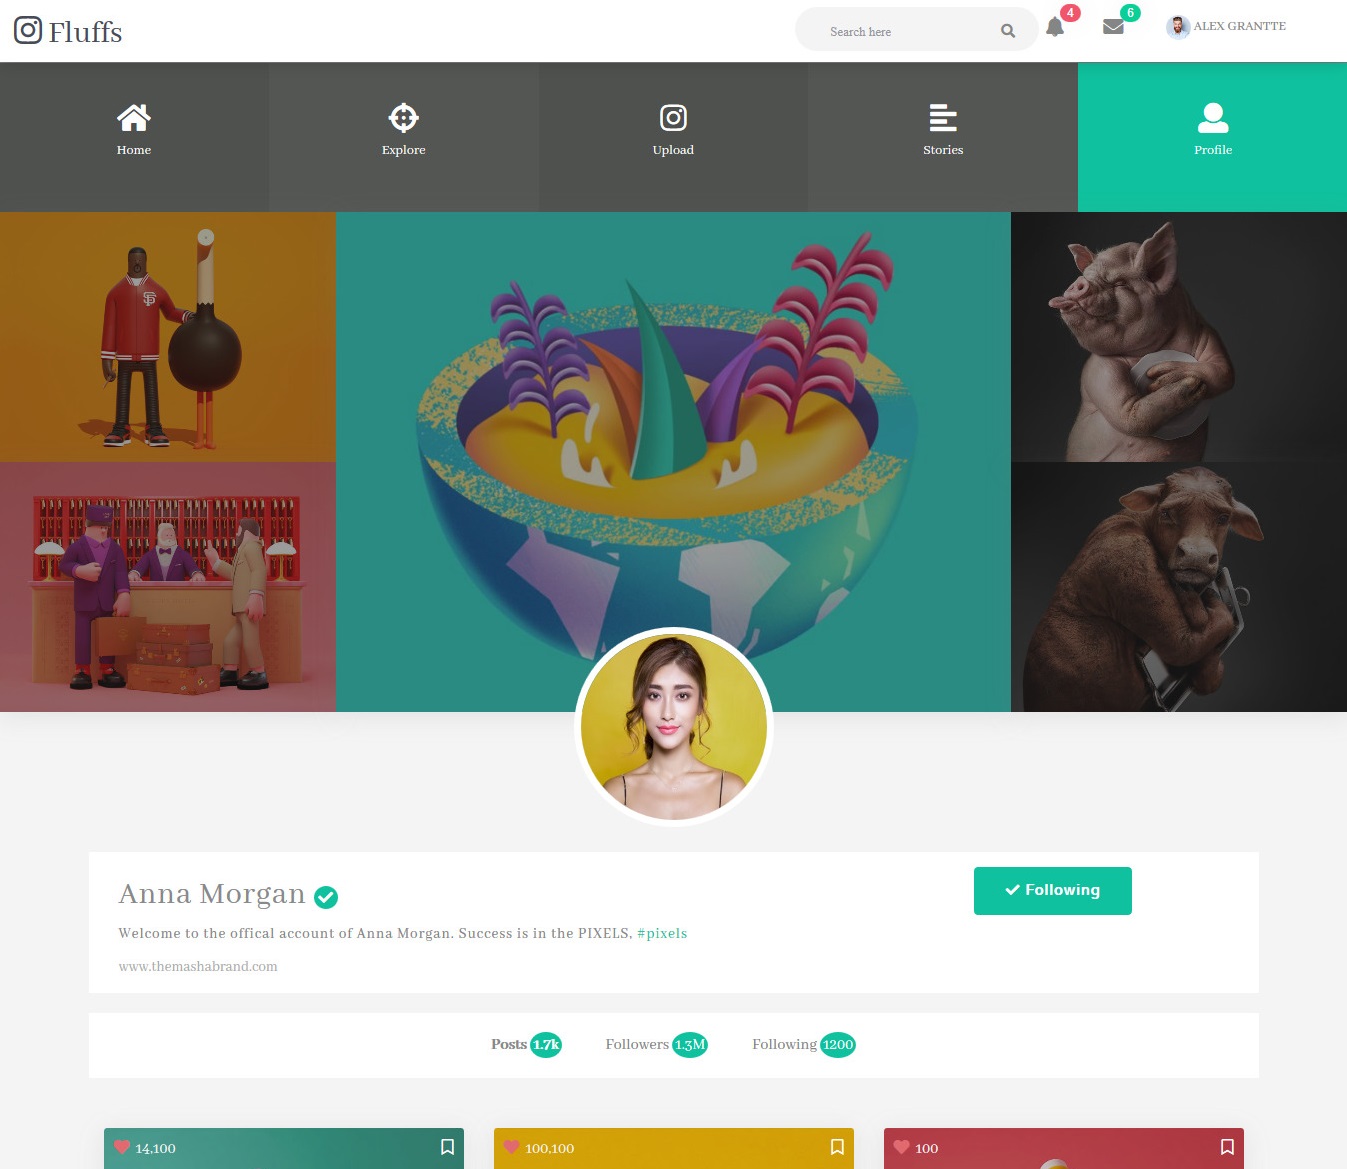 Fluffs
Search here
4
6
ALEX GRANTTE
Home
Explore
Upload
Stories
Profile
SF
Anna Morgan
Following
Welcome to the offical account of Anna Morgan. Success is in the PIXELS, #pixels
www.themashabrand.com
Posts 1.7k
Followers 1.3M
Following 1200
14,100
100,100
100